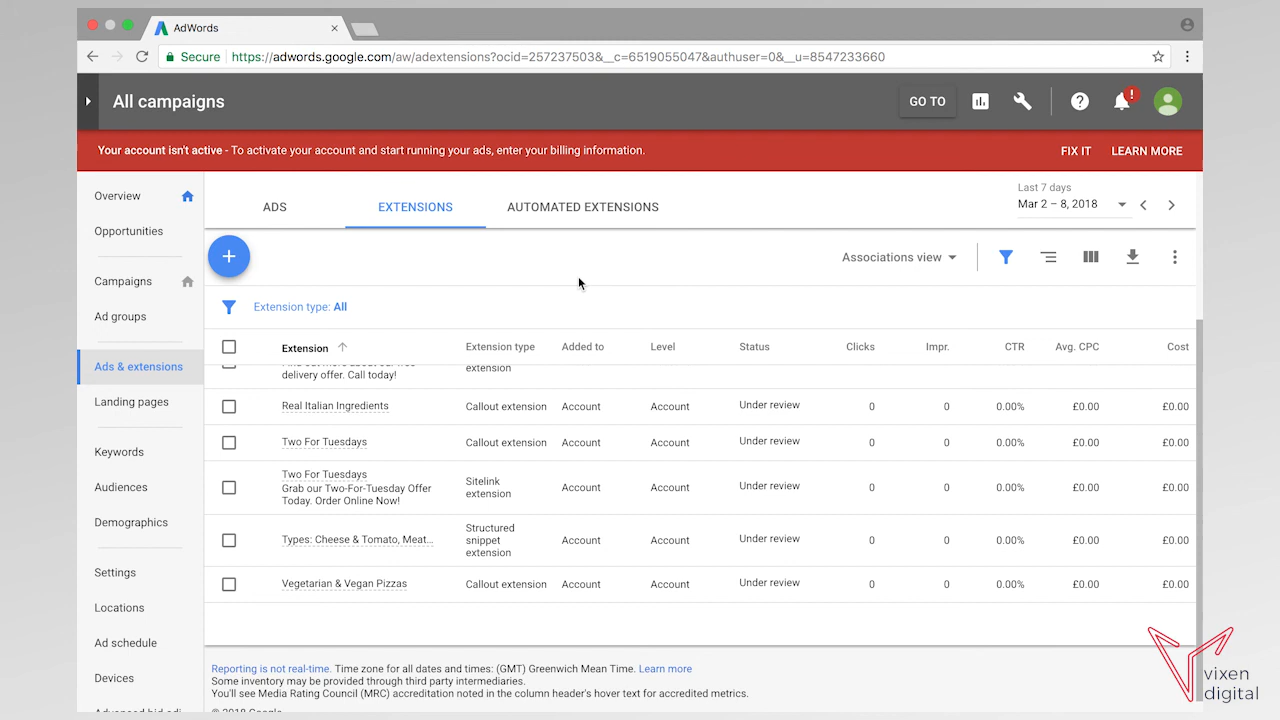 AdWords
Secure https://adwords.google.com/aw/adextensions?ocid=257237503&__c=6519055047&authuser=0&__u=8547233660
All campaigns
GO TO
!
Your account isn't active - To activate your account and start running your ads, enter your billing information.
FIX IT LEARN MORE
Overview
Opportunities
Campaigns
Ad groups
Ads & extensions
Landing pages
Keywords
Audiences
Demographics
Settings
Locations
Ad schedule
Devices
ADS EXTENSIONS AUTOMATED EXTENSIONS
Last 7 days
Mar 2 – 8, 2018
Associations view
Extension type: All
Extension Extension type Added to Level Status Clicks Impr. CTR Avg. CPC Cost
extension
delivery offer. Call today!
Real Italian Ingredients Callout extension Account Account Under review 0 0 0.00% £0.00 £0.00
Two For Tuesdays Callout extension Account Account Under review 0 0 0.00% £0.00 £0.00
Two For Tuesdays
Grab our Two-For-Tuesday Offer
Today. Order Online Now!
Sitelink
extension
Account Account Under review 0 0 0.00% £0.00 £0.00
Types: Cheese & Tomato, Meat...
Structured
snippet
extension
Account Account Under review 0 0 0.00% £0.00 £0.00
Vegetarian & Vegan Pizzas Callout extension Account Account Under review 0 0 0.00% £0.00 £0.00
Reporting is not real-time. Time zone for all dates and times: (GMT) Greenwich Mean Time. Learn more
Some inventory may be provided through third party intermediaries.
You'll see Media Rating Council (MRC) accreditation noted in the column header's hover text for accredited metrics.
© 2018 Google
vixen
digital